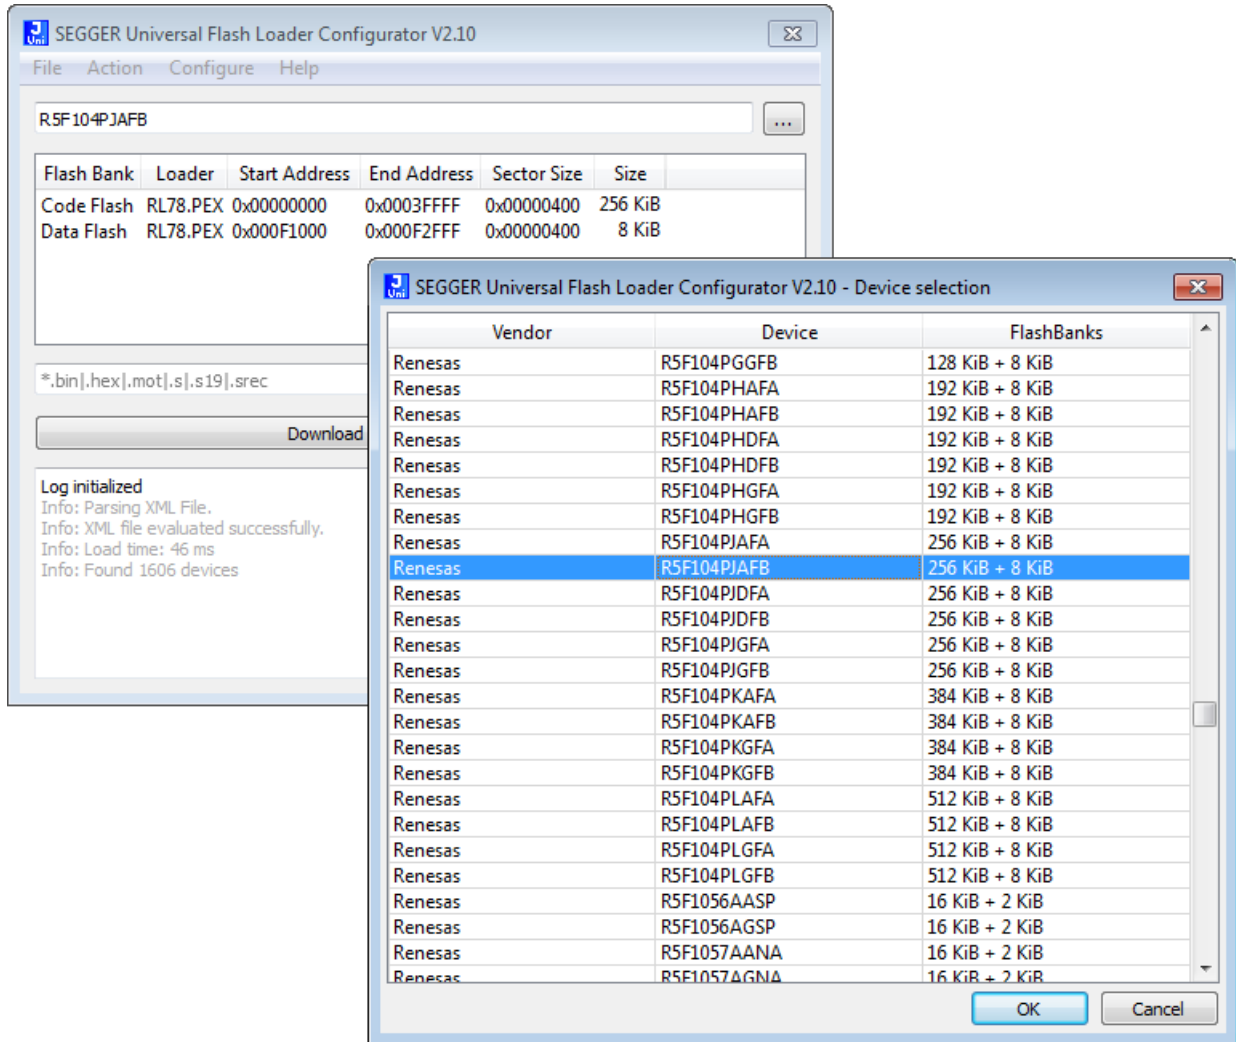 SEGGER Universal Flash Loader Configurator V2.10
File Action Configure Help
R5F104PJAFB
...
Flash Bank Loader Start Address End Address Sector Size Size
Code Flash RL78.PEX 0x00000000 0x0003FFFF 0x00000400 256 KiB
Data Flash RL78.PEX 0x000F1000 0x000F2FFF 0x00000400 8 KiB
*.bin|.hex|.mot|.s|.s19|.srec
Download
Log initialized
Info: Parsing XML File.
Info: XML file evaluated successfully.
Info: Load time: 46 ms
Info: Found 1606 devices
SEGGER Universal Flash Loader Configurator V2.10 - Device selection
Vendor Device FlashBanks
Renesas R5F104PGGFB 128 KiB + 8 KiB
Renesas R5F104PHAFA 192 KiB + 8 KiB
Renesas R5F104PHAFB 192 KiB + 8 KiB
Renesas R5F104PHDFA 192 KiB + 8 KiB
Renesas R5F104PHDFB 192 KiB + 8 KiB
Renesas R5F104PHGFA 192 KiB + 8 KiB
Renesas R5F104PHGFB 192 KiB + 8 KiB
Renesas R5F104PJAFA 256 KiB + 8 KiB
Renesas R5F104PJAFB 256 KiB + 8 KiB
Renesas R5F104PJDFA 256 KiB + 8 KiB
Renesas R5F104PJDFB 256 KiB + 8 KiB
Renesas R5F104PJGFA 256 KiB + 8 KiB
Renesas R5F104PJGFB 256 KiB + 8 KiB
Renesas R5F104PKAFA 384 KiB + 8 KiB
Renesas R5F104PKAFB 384 KiB + 8 KiB
Renesas R5F104PKGFA 384 KiB + 8 KiB
Renesas R5F104PKGFB 384 KiB + 8 KiB
Renesas R5F104PLAFA 512 KiB + 8 KiB
Renesas R5F104PLAFB 512 KiB + 8 KiB
Renesas R5F104PLGFA 512 KiB + 8 KiB
Renesas R5F104PLGFB 512 KiB + 8 KiB
Renesas R5F1056AASP 16 KiB + 2 KiB
Renesas R5F1056AGSP 16 KiB + 2 KiB
Renesas R5F1057AANA 16 KiB + 2 KiB
Renesas R5F1057AGNA 16 KiB + 2 KiB
OK Cancel